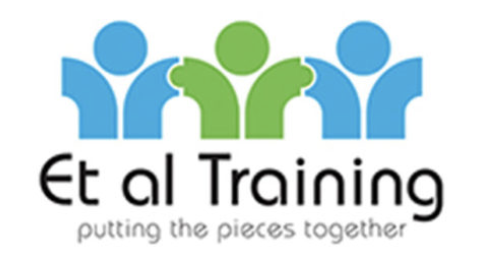 Et al Training
putting the pieces together